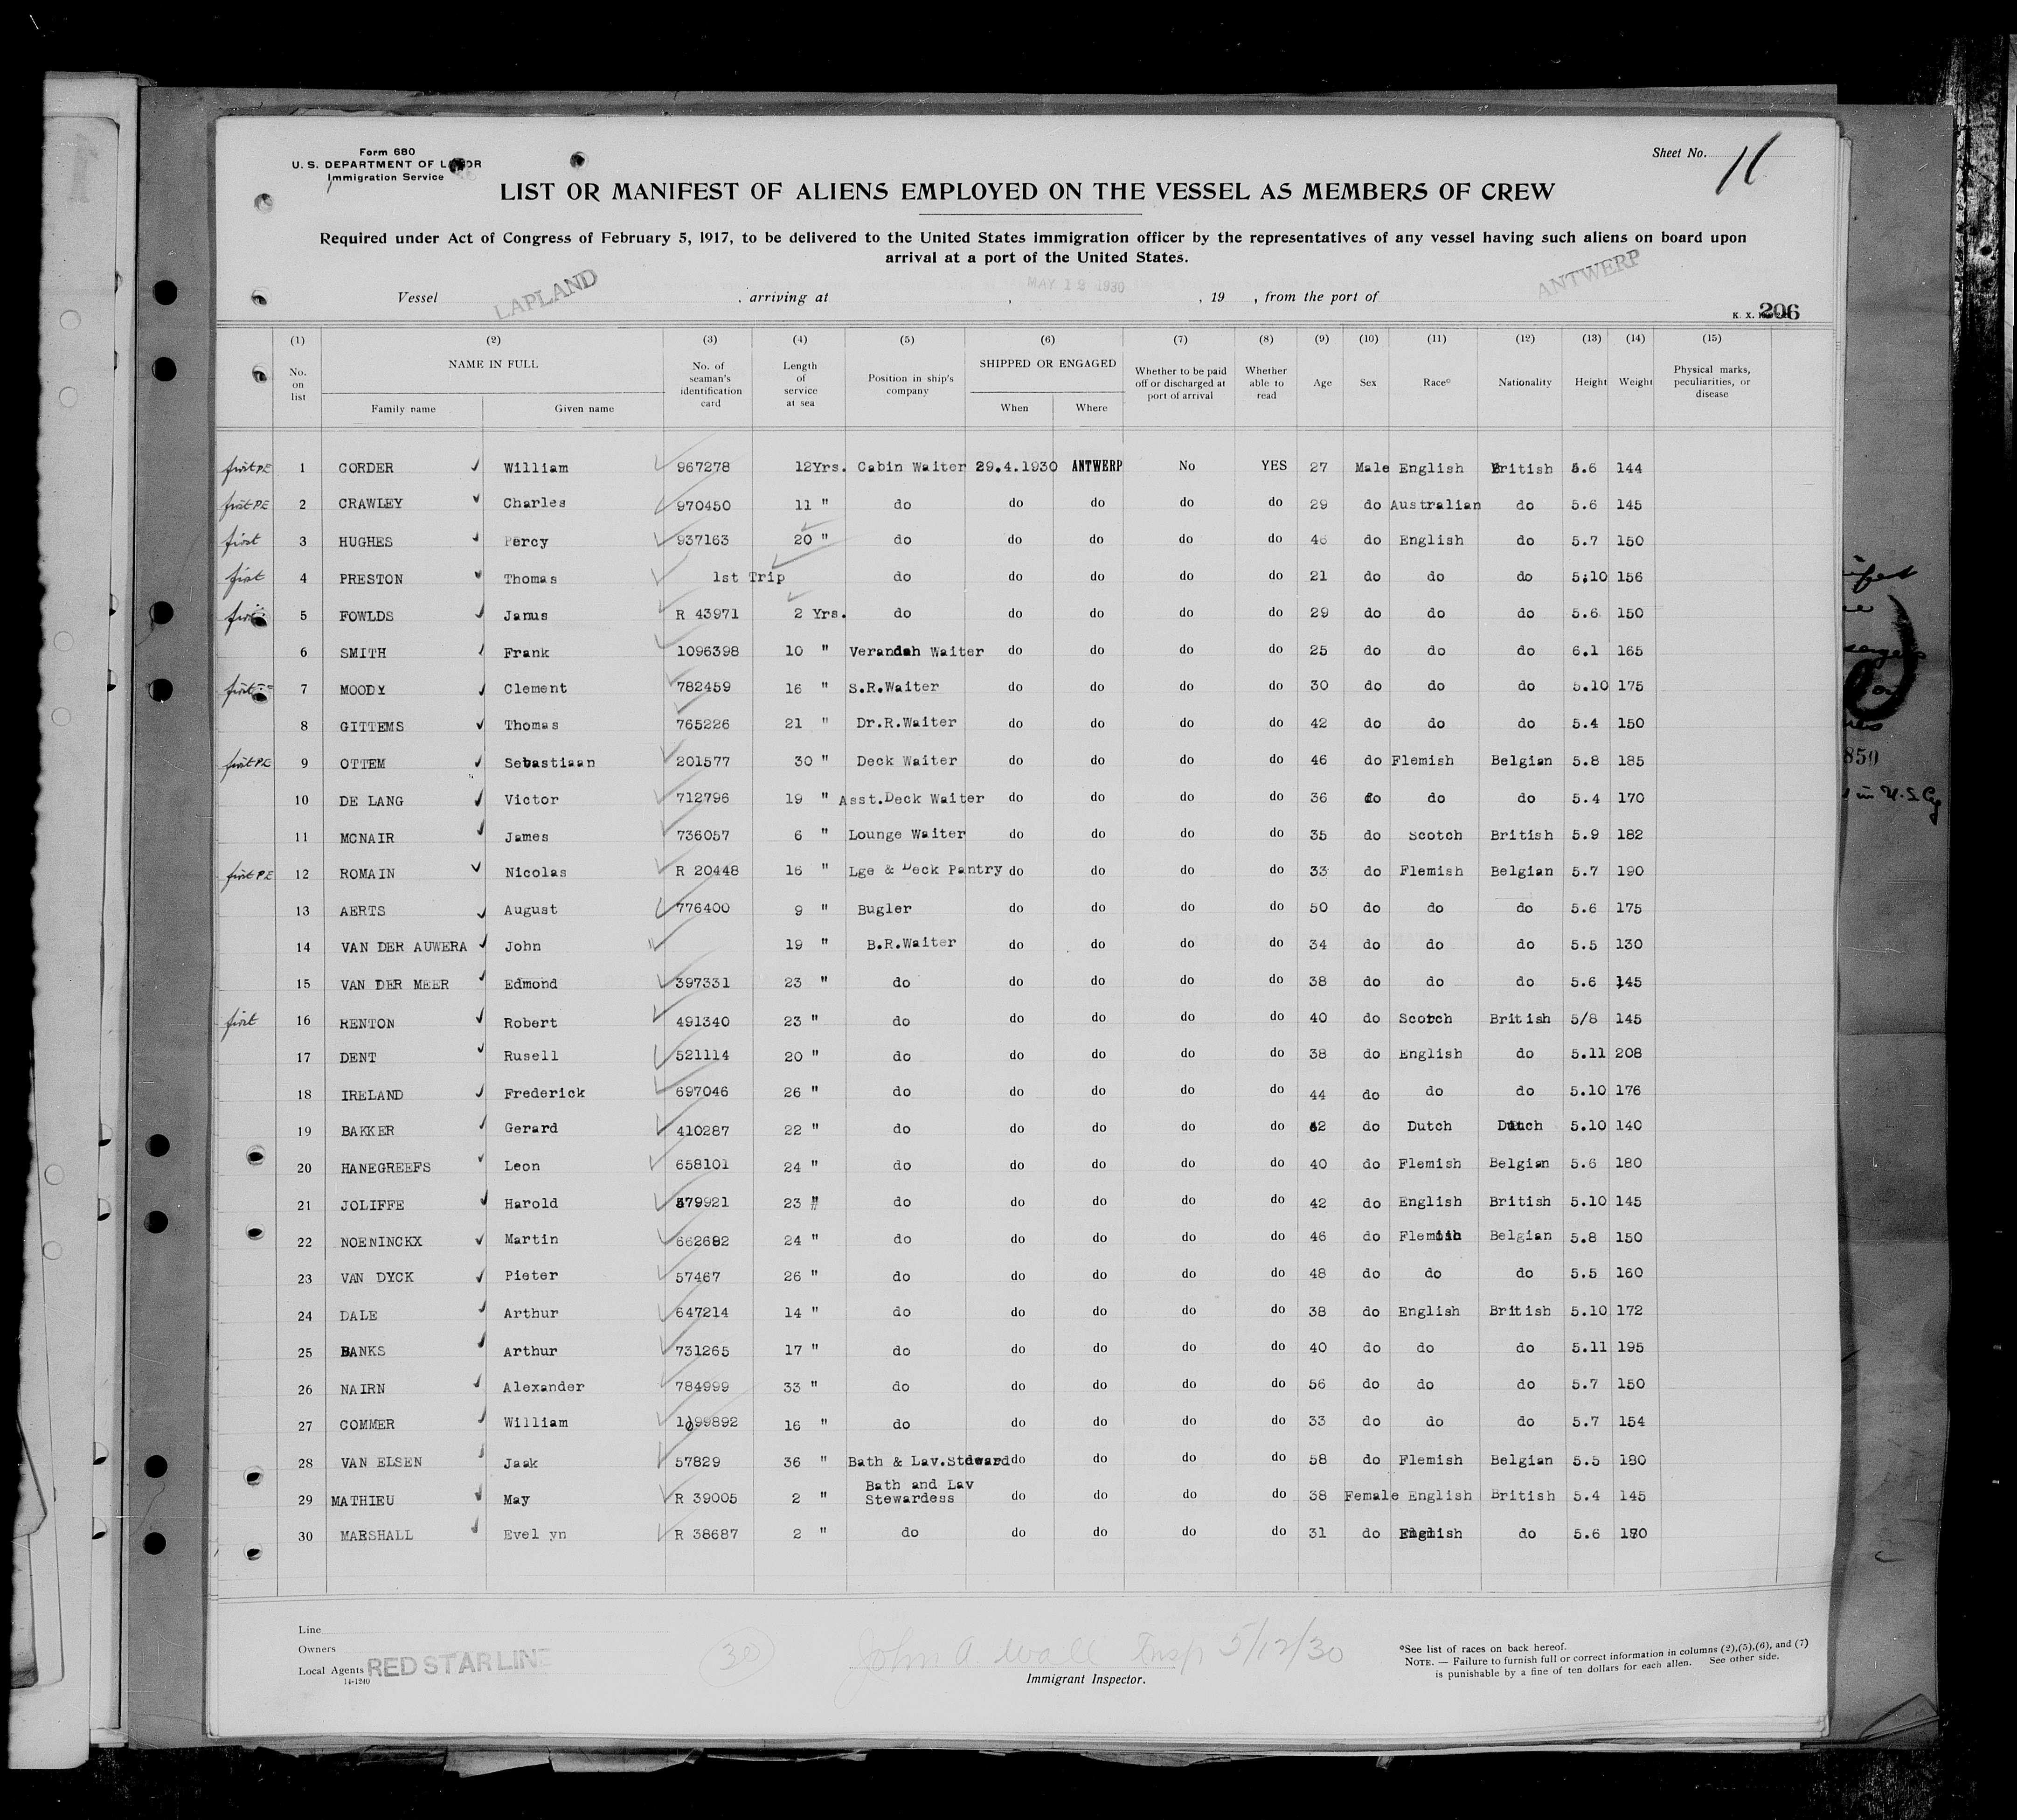 Form 680
U. S. DEPARTMENT OF LABOR
Immigration Service
Sheet No. 11
LIST OR MANIFEST OF ALIENS EMPLOYED ON THE VESSEL AS MEMBERS OF CREW
Required under Act of Congress of February 5, 1917, to be delivered to the United States immigration officer by the representatives of any vessel having such aliens on board upon
arrival at a port of the United States.
Vessel LAPLAND , arriving at , MAY 12 1930 , 19 , from the port of ANTWERP
206
(1) (2) (3) (4) (5) (6) (7) (8) (9) (10) (11) (12) (13) (14) (15)
No. on list NAME IN FULL Family name Given name No. of seaman's identification card Length of service at sea Position in ship's company SHIPPED OR ENGAGED When Where Whether to be paid off or discharged at port of arrival Whether able to read Age Sex Race° Nationality Height Weight Physical marks, peculiarities, or disease
first PE 1 CORDER William 967278 12Yrs. Cabin Waiter 29.4.1930 ANTWERP No YES 27 Male English British 5.6 144
first PE 2 CRAWLEY Charles 970450 11 " do do do do do 29 do Australian do 5.6 145
first 3 HUGHES Percy 937163 20 " do do do do do 46 do English do 5.7 150
first 4 PRESTON Thomas 1st Trip do do do do do 21 do do do 5:10 156
first 5 FOWLDS Janus R 43971 2 Yrs. do do do do do 29 do do do 5.6 150
6 SMITH Frank 1096398 10 " Verandah Waiter do do do do 25 do do do 6.1 165
first 7 MOODY Clement 782459 16 " S.R.Waiter do do do do 30 do do do 5.10 175
8 GITTEMS Thomas 765226 21 " Dr.R.Waiter do do do do 42 do do do 5.4 150
first PE 9 OTTEM Sebastiaan 201577 30 " Deck Waiter do do do do 46 do Flemish Belgian 5.8 185
10 DE LANG Victor 712796 19 " Asst.Deck Waiter do do do do 36 do do do 5.4 170
11 MCNAIR James 736057 6 " Lounge Waiter do do do do 35 do Scotch British 5.9 182
first PE 12 ROMAIN Nicolas R 20448 16 " Lge & Deck Pantry do do do do 33 do Flemish Belgian 5.7 190
13 AERTS August 776400 9 " Bugler do do do do 50 do do do 5.6 175
14 VAN DER AUWERA John 19 " B.R.Waiter do do do do 34 do do do 5.5 130
15 VAN DER MEER Edmond 397331 23 " do do do do do 38 do do do 5.6 145
first 16 RENTON Robert 491340 23 " do do do do do 40 do Scotch British 5/8 145
17 DENT Rusell 521114 20 " do do do do do 38 do English do 5.11 208
18 IRELAND Frederick 697046 26 " do do do do do 44 do do do 5.10 176
19 BAKKER Gerard 410287 22 " do do do do do 42 do Dutch Dutch 5.10 140
20 HANEGREEFS Leon 658101 24 " do do do do do 40 do Flemish Belgian 5.6 180
21 JOLIFFE Harold 579921 23 " do do do do do 42 do English British 5.10 145
22 NOENINCKX Martin 662682 24 " do do do do do 46 do Flemish Belgian 5.8 150
23 VAN DYCK Pieter 57467 26 " do do do do do 48 do do do 5.5 160
24 DALE Arthur 647214 14 " do do do do do 38 do English British 5.10 172
25 BANKS Arthur 731265 17 " do do do do do 40 do do do 5.11 195
26 NAIRN Alexander 784999 33 " do do do do do 56 do do do 5.7 150
27 COMMER William 1099892 16 " do do do do do 33 do do do 5.7 154
28 VAN ELSEN Jaak 57829 36 " Bath & Lav.Steward do do do do 58 do Flemish Belgian 5.5 180
29 MATHIEU May R 39005 2 " Bath and Lav Stewardess do do do do 38 Female English British 5.4 145
30 MARSHALL Evelyn R 38687 2 " do do do do do 31 do English do 5.6
Line
Owners
Local Agents RED STAR LINE
14-1240
(30)
John A. Wall Insp 5/12/30
Immigrant Inspector.
°See list of races on back hereof.
NOTE. — Failure to furnish full or correct information in columns (2),(5),(6), and (7)
is punishable by a fine of ten dollars for each alien. See other side.
850
in U.S. Cy